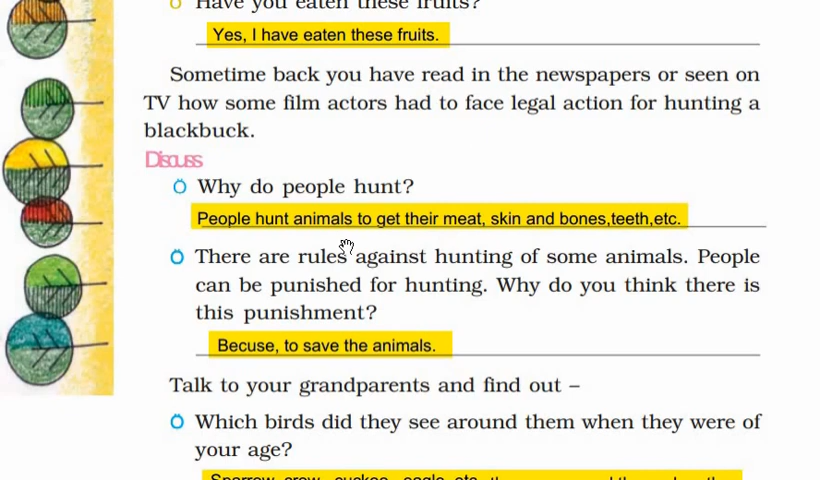 Have you eaten these fruits?
Yes, I have eaten these fruits.
Sometime back you have read in the newspapers or seen on
TV how some film actors had to face legal action for hunting a
blackbuck.
Discuss
Why do people hunt?
People hunt animals to get their meat, skin and bones,teeth,etc.
There are rules against hunting of some animals. People
can be punished for hunting. Why do you think there is
this punishment?
Becuse, to save the animals.
Talk to your grandparents and find out –
Which birds did they see around them when they were of
your age?
Sparrow, crow, cuckoo, eagle, etc.